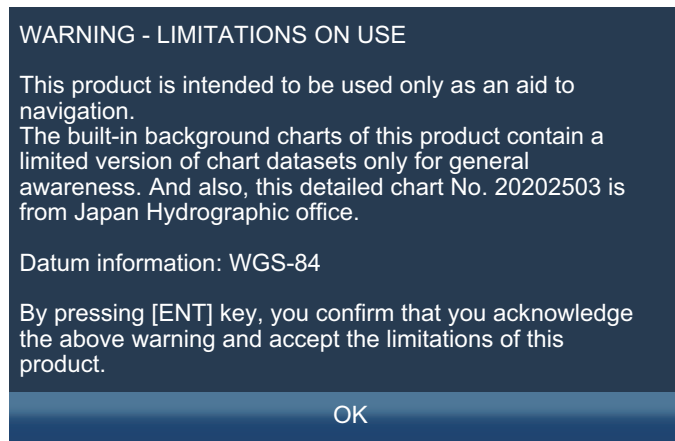 WARNING - LIMITATIONS ON USE
This product is intended to be used only as an aid to
navigation.
The built-in background charts of this product contain a
limited version of chart datasets only for general
awareness. And also, this detailed chart No. 20202503 is
from Japan Hydrographic office.
Datum information: WGS-84
By pressing [ENT] key, you confirm that you acknowledge
the above warning and accept the limitations of this
product.
OK